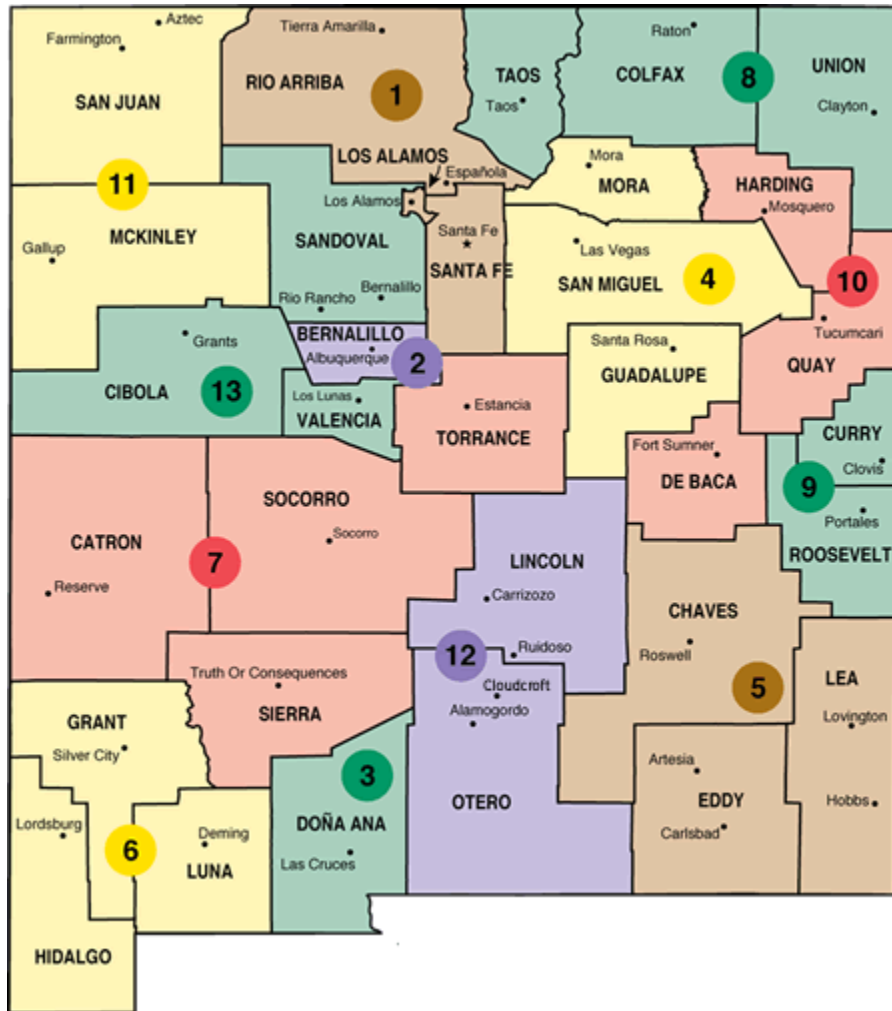 Aztec
Farmington
Tierra Amarilla
Raton
SAN JUAN
RIO ARRIBA
1
TAOS
Taos
COLFAX
8
UNION
Clayton
LOS ALAMOS
Española
Mora
MORA
HARDING
Mosquero
11
MCKINLEY
Gallup
Los Alamos
SANDOVAL
Santa Fe
SANTA FE
Las Vegas
SAN MIGUEL
4
10
Rio Rancho
Bernalillo
Tucumcari
QUAY
Grants
CIBOLA
13
BERNALILLO
Albuquerque
2
Santa Rosa
GUADALUPE
Los Lunas
VALENCIA
Estancia
TORRANCE
Fort Sumner
DE BACA
CURRY
Clovis
9
Portales
ROOSEVELT
CATRON
Reserve
7
SOCORRO
Socorro
LINCOLN
Carrizozo
Ruidoso
CHAVES
Roswell
5
12
Cloudcroft
Alamogordo
OTERO
LEA
Lovington
Hobbs
Truth Or Consequences
SIERRA
GRANT
Silver City
3
DOÑA ANA
Las Cruces
Artesia
EDDY
Carlsbad
Lordsburg
6
Deming
LUNA
HIDALGO